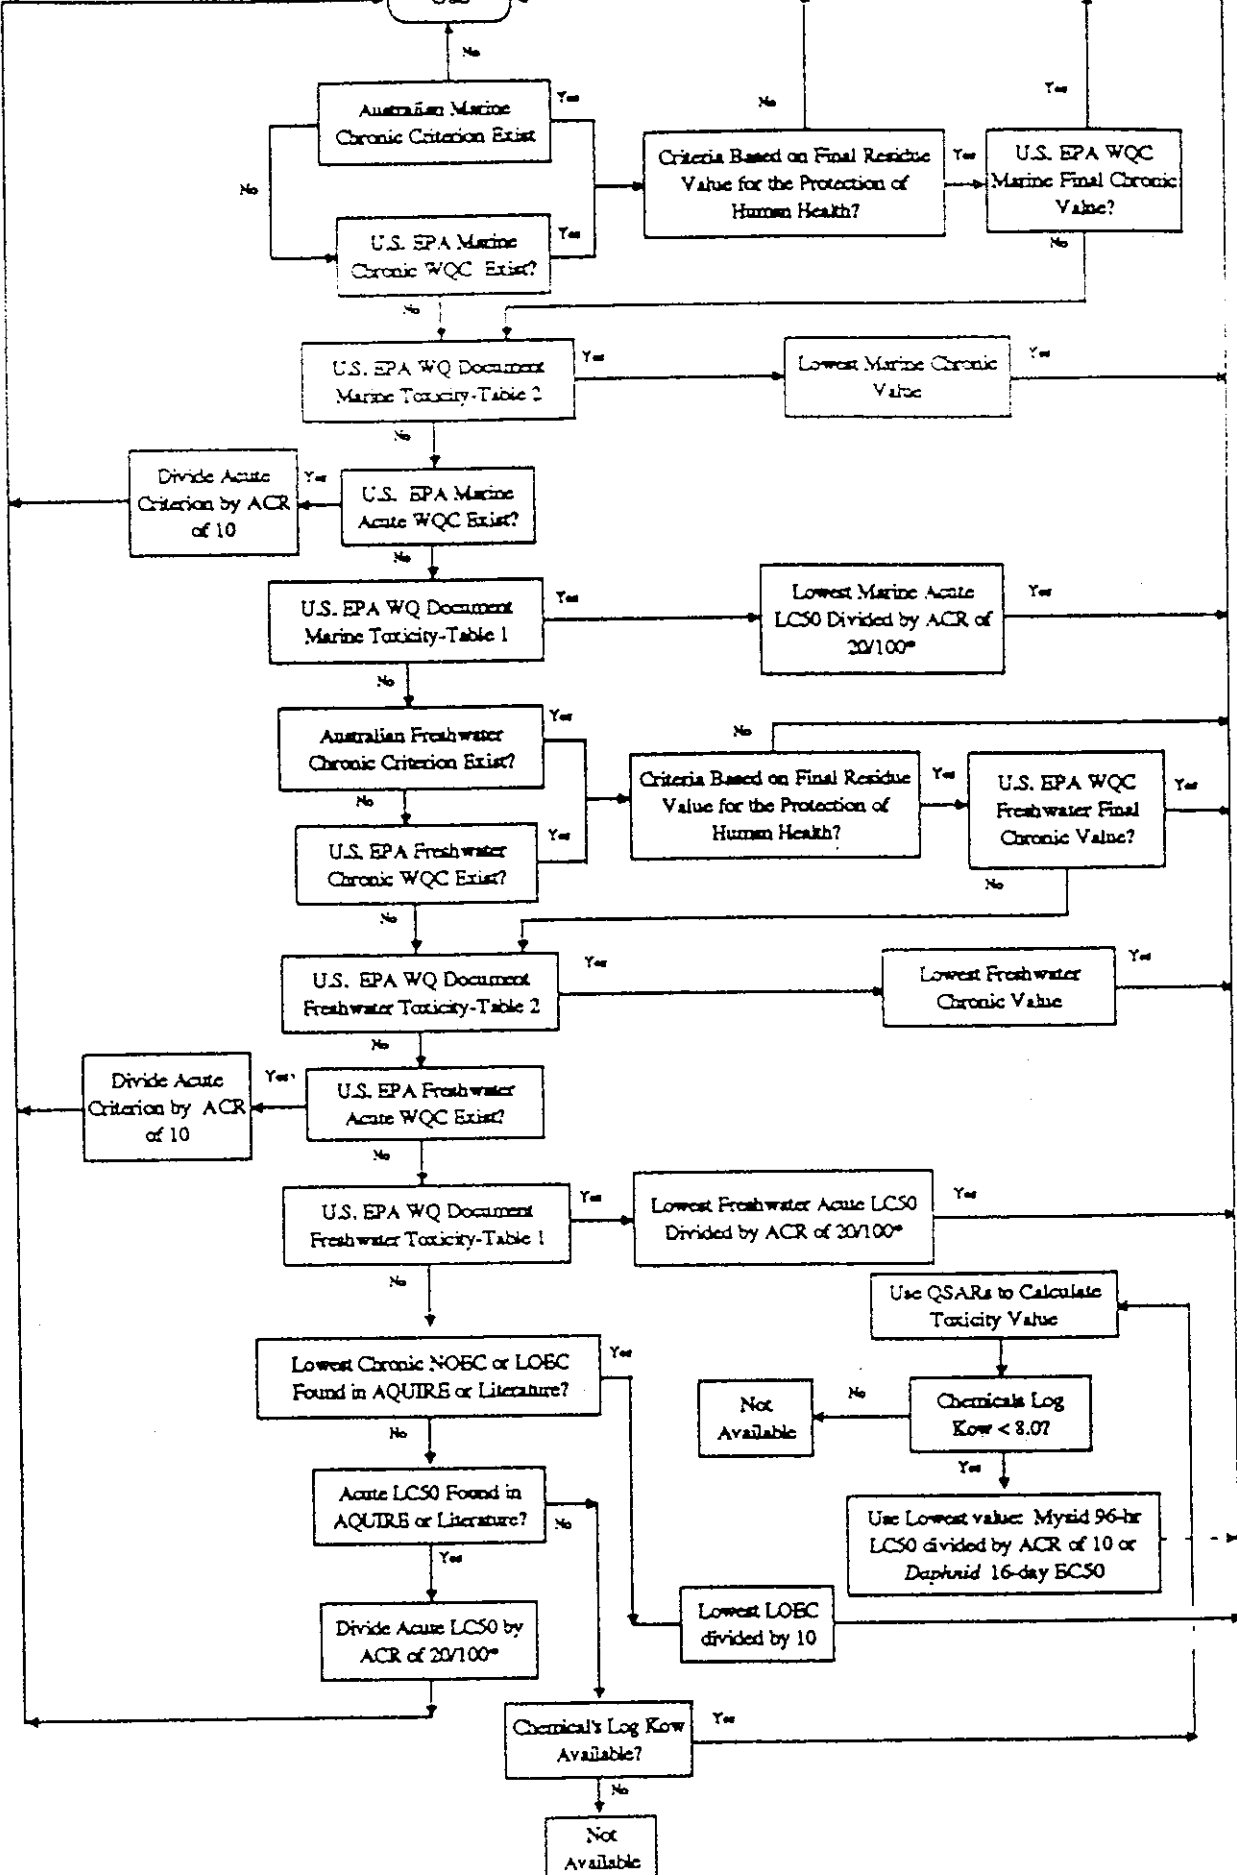 Use
No
Australian Marine
Chronic Criterion Exist
Yes
No
Criteria Based on Final Residue
Value for the Protection of
Human Health?
No
Yes
U.S. EPA WQC
Marine Final Chronic
Value?
Yes
No
U.S. EPA Marine
Chronic WQC Exist?
Yes
No
U.S. EPA WQ Document
Marine Toxicity-Table 2
Yes
Lowest Marine Chronic
Value
Yes
No
Divide Acute
Criterion by ACR
of 10
Yes
U.S. EPA Marine
Acute WQC Exist?
No
U.S. EPA WQ Document
Marine Toxicity-Table 1
Yes
Lowest Marine Acute
LC50 Divided by ACR of
20/100*
Yes
No
Australian Freshwater
Chronic Criterion Exist?
Yes
No
Criteria Based on Final Residue
Value for the Protection of
Human Health?
No
Yes
U.S. EPA WQC
Freshwater Final
Chronic Value?
Yes
No
U.S. EPA Freshwater
Chronic WQC Exist?
Yes
No
U.S. EPA WQ Document
Freshwater Toxicity-Table 2
Yes
Lowest Freshwater
Chronic Value
Yes
No
Divide Acute
Criterion by ACR
of 10
Yes
U.S. EPA Freshwater
Acute WQC Exist?
No
U.S. EPA WQ Document
Freshwater Toxicity-Table 1
Yes
Lowest Freshwater Acute LC50
Divided by ACR of 20/100*
Yes
No
Use QSARs to Calculate
Toxicity Value
Lowest Chronic NOEC or LOEC
Found in AQUIRE or Literature?
Yes
No
Not
Available
No
Chemicals Log
Kow < 8.0?
Yes
Acute LC50 Found in
AQUIRE or Literature?
No
Yes
Use Lowest value: Mysid 96-hr
LC50 divided by ACR of 10 or
Daphnid 16-day EC50
Divide Acute LC50 by
ACR of 20/100*
Lowest LOEC
divided by 10
Chemical's Log Kow
Available?
Yes
No
Not
Available